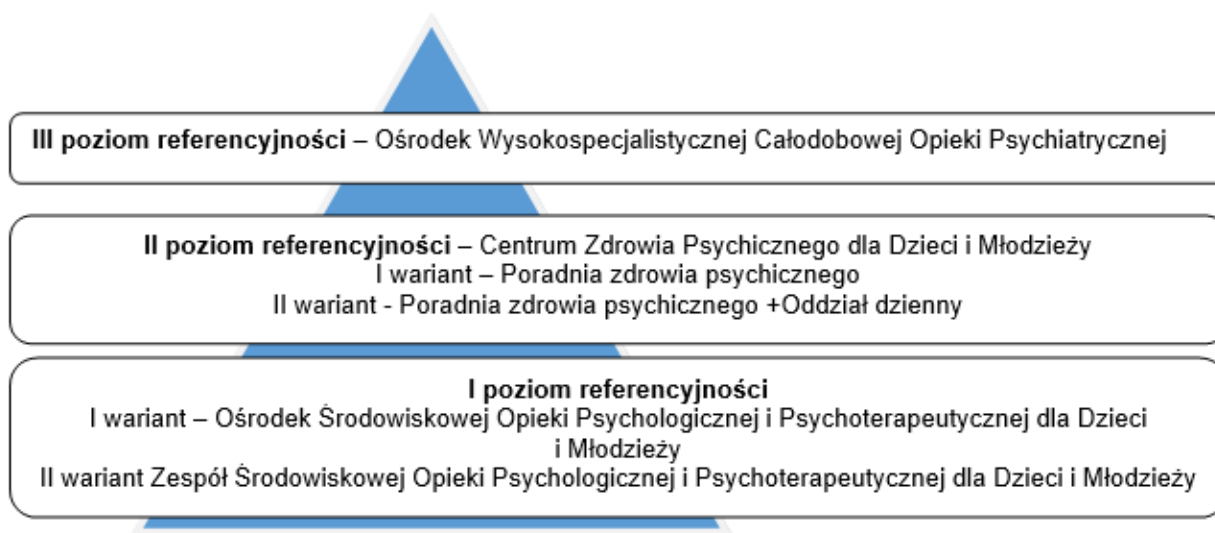 III poziom referencyjności – Ośrodek Wysokospecjalistycznej Całodobowej Opieki Psychiatrycznej
II poziom referencyjności – Centrum Zdrowia Psychicznego dla Dzieci i Młodzieży
I wariant – Poradnia zdrowia psychicznego
II wariant - Poradnia zdrowia psychicznego +Oddział dzienny
I poziom referencyjności
I wariant – Ośrodek Środowiskowej Opieki Psychologicznej i Psychoterapeutycznej dla Dzieci
i Młodzieży
II wariant Zespół Środowiskowej Opieki Psychologicznej i Psychoterapeutycznej dla Dzieci i Młodzieży